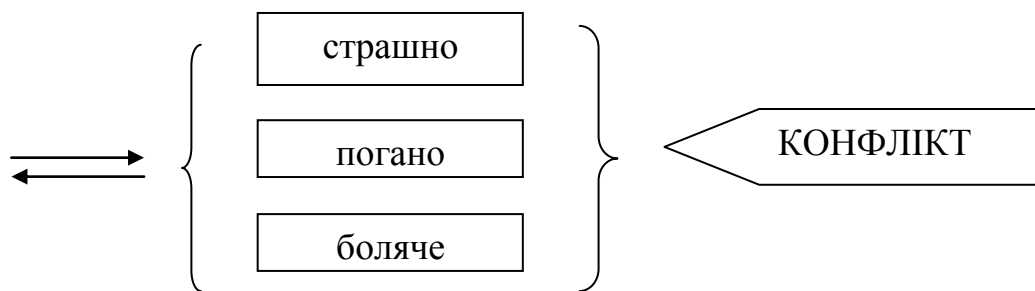 страшно
погано
боляче
КОНФЛІКТ